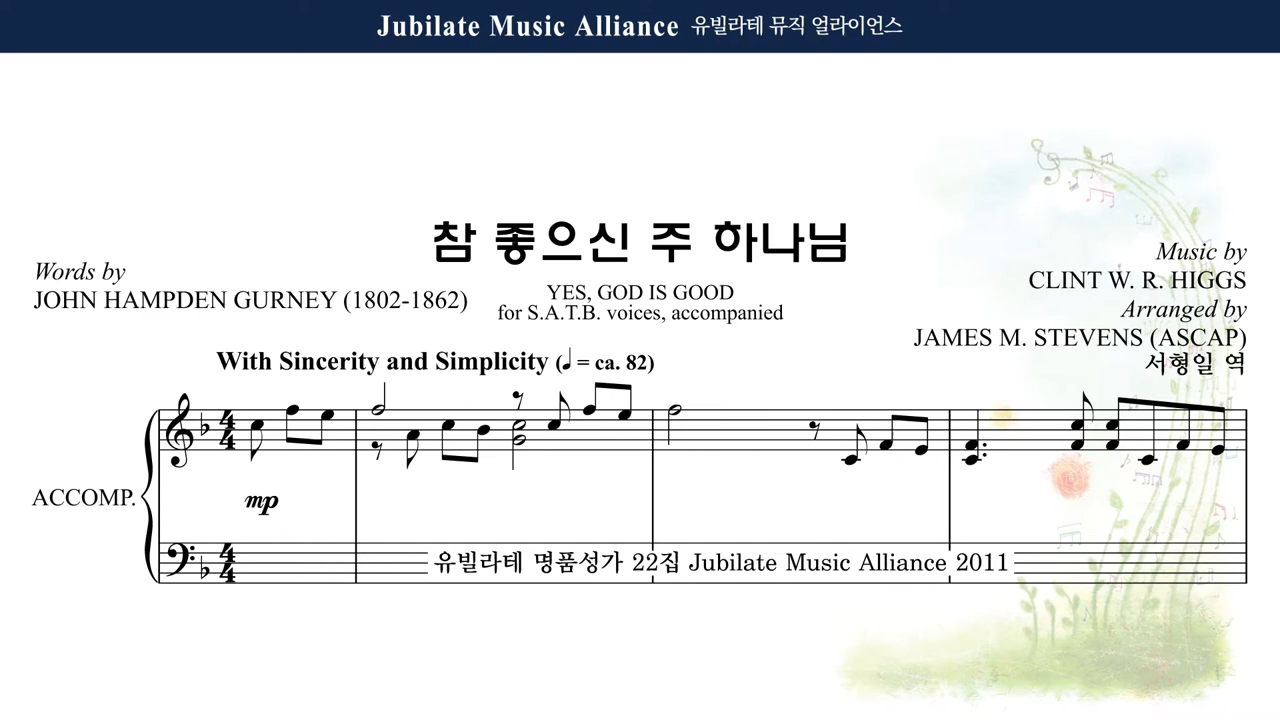 Jubilate Music Alliance 유빌라테 뮤직 얼라이언스
참 좋으신 주 하나님
Words by
JOHN HAMPDEN GURNEY (1802-1862)
YES, GOD IS GOOD
for S.A.T.B. voices, accompanied
Music by
CLINT W. R. HIGGS
Arranged by
JAMES M. STEVENS (ASCAP)
서형일 역
With Sincerity and Simplicity (♩ = ca. 82)
ACCOMP.
mp
유빌라테 명품성가 22집 Jubilate Music Alliance 2011